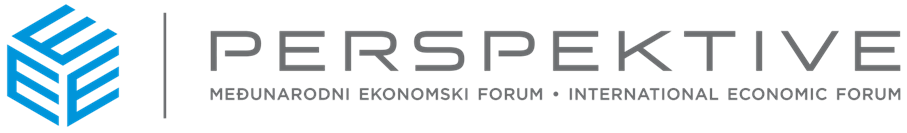 PERSPEKTIVE
MEĐUNARODNI EKONOMSKI FORUM • INTERNATIONAL ECONOMIC FORUM